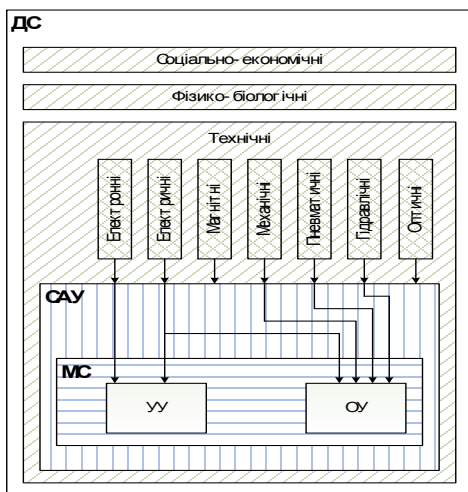 ДС
Соціально-економічні
Фізико-біологічні
Технічні
Електронні
Електричні
Магнітні
Механічні
Пневматичні
Гідравлічні
Оптичні
САУ
МС
УУ
ОУ